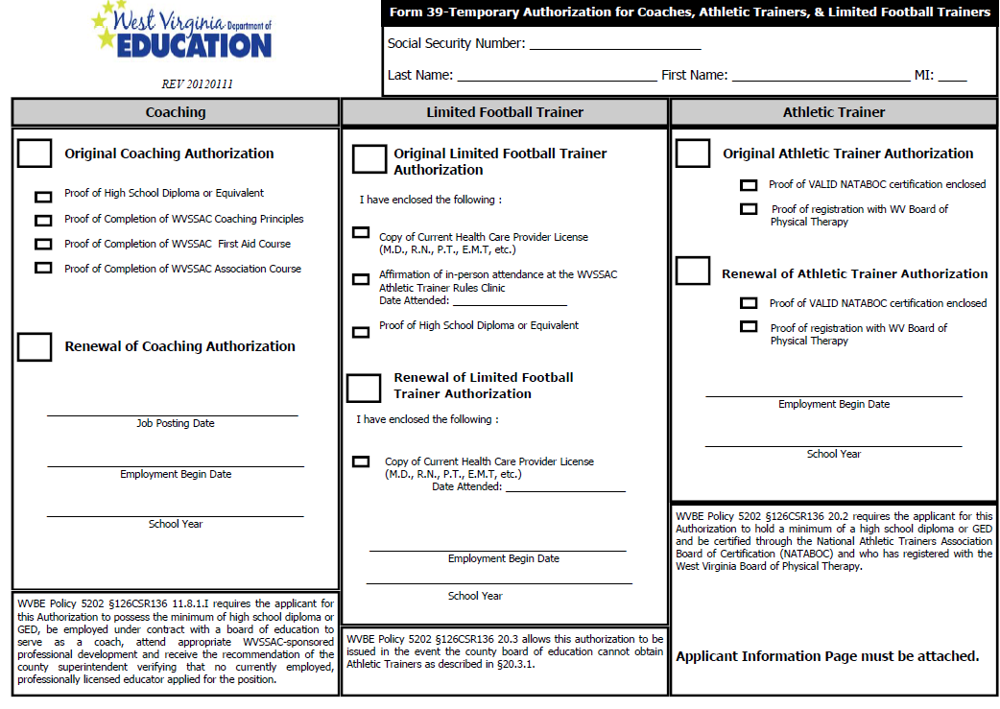 West Virginia Department of
EDUCATION
REV 20120111
Form 39-Temporary Authorization for Coaches, Athletic Trainers, & Limited Football Trainers
Social Security Number: ________________________
Last Name: ____________________________ First Name: _________________________ MI: ____
Coaching
Original Coaching Authorization
Proof of High School Diploma or Equivalent
Proof of Completion of WVSSAC Coaching Principles
Proof of Completion of WVSSAC First Aid Course
Proof of Completion of WVSSAC Association Course
Renewal of Coaching Authorization
Job Posting Date
Employment Begin Date
School Year
WVBE Policy 5202 §126CSR136 11.8.1.I requires the applicant for
this Authorization to possess the minimum of high school diploma or
GED, be employed under contract with a board of education to
serve as a coach, attend appropriate WVSSAC-sponsored
professional development and receive the recommendation of the
county superintendent verifying that no currently employed,
professionally licensed educator applied for the position.
Limited Football Trainer
Original Limited Football Trainer
Authorization
I have enclosed the following :
Copy of Current Health Care Provider License
(M.D., R.N., P.T., E.M.T, etc.)
Affirmation of in-person attendance at the WVSSAC
Athletic Trainer Rules Clinic
Date Attended: ____________________
Proof of High School Diploma or Equivalent
Renewal of Limited Football
Trainer Authorization
I have enclosed the following :
Copy of Current Health Care Provider License
(M.D., R.N., P.T., E.M.T, etc.)
Date Attended: _____________________
Employment Begin Date
School Year
WVBE Policy 5202 §126CSR136 20.3 allows this authorization to be
issued in the event the county board of education cannot obtain
Athletic Trainers as described in §20.3.1.
Athletic Trainer
Original Athletic Trainer Authorization
Proof of VALID NATABOC certification enclosed
Proof of registration with WV Board of
Physical Therapy
Renewal of Athletic Trainer Authorization
Proof of VALID NATABOC certification enclosed
Proof of registration with WV Board of
Physical Therapy
Employment Begin Date
School Year
WVBE Policy 5202 §126CSR136 20.2 requires the applicant for this
Authorization to hold a minimum of a high school diploma or GED
and be certified through the National Athletic Trainers Association
Board of Certification (NATABOC) and who has registered with the
West Virginia Board of Physical Therapy.
Applicant Information Page must be attached.